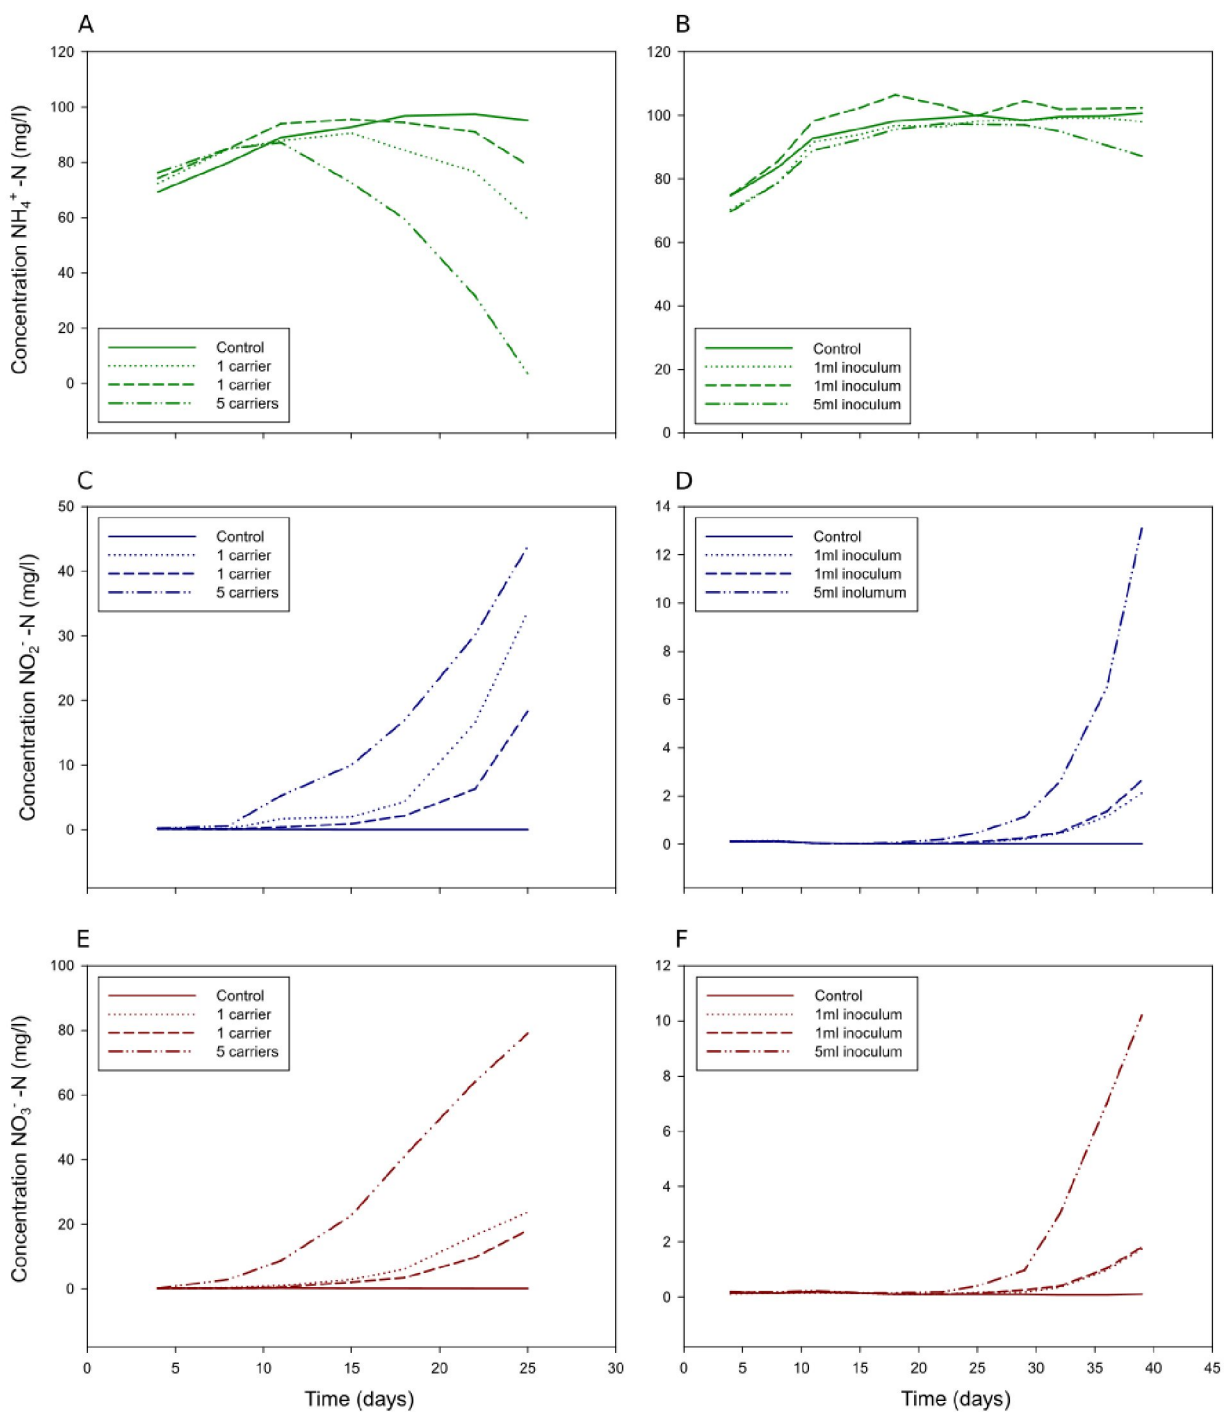 A
Concentration NH4+ -N (mg/l)
120
100
80
60
40
20
0
Control
1 carrier
1 carrier
5 carriers
B
120
100
80
60
40
20
0
Control
1ml inoculum
1ml inoculum
5ml inoculum
C
Concentration NO2- -N (mg/l)
50
40
30
20
10
0
Control
1 carrier
1 carrier
5 carriers
D
14
12
10
8
6
4
2
0
Control
1ml inoculum
1ml inoculum
5ml inolumum
E
Concentration NO3- -N (mg/l)
100
80
60
40
20
0
Control
1 carrier
1 carrier
5 carriers
0 5 10 15 20 25 30
Time (days)
F
12
10
8
6
4
2
0
Control
1ml inoculum
1ml inoculum
5ml inoculum
0 5 10 15 20 25 30 35 40 45
Time (days)